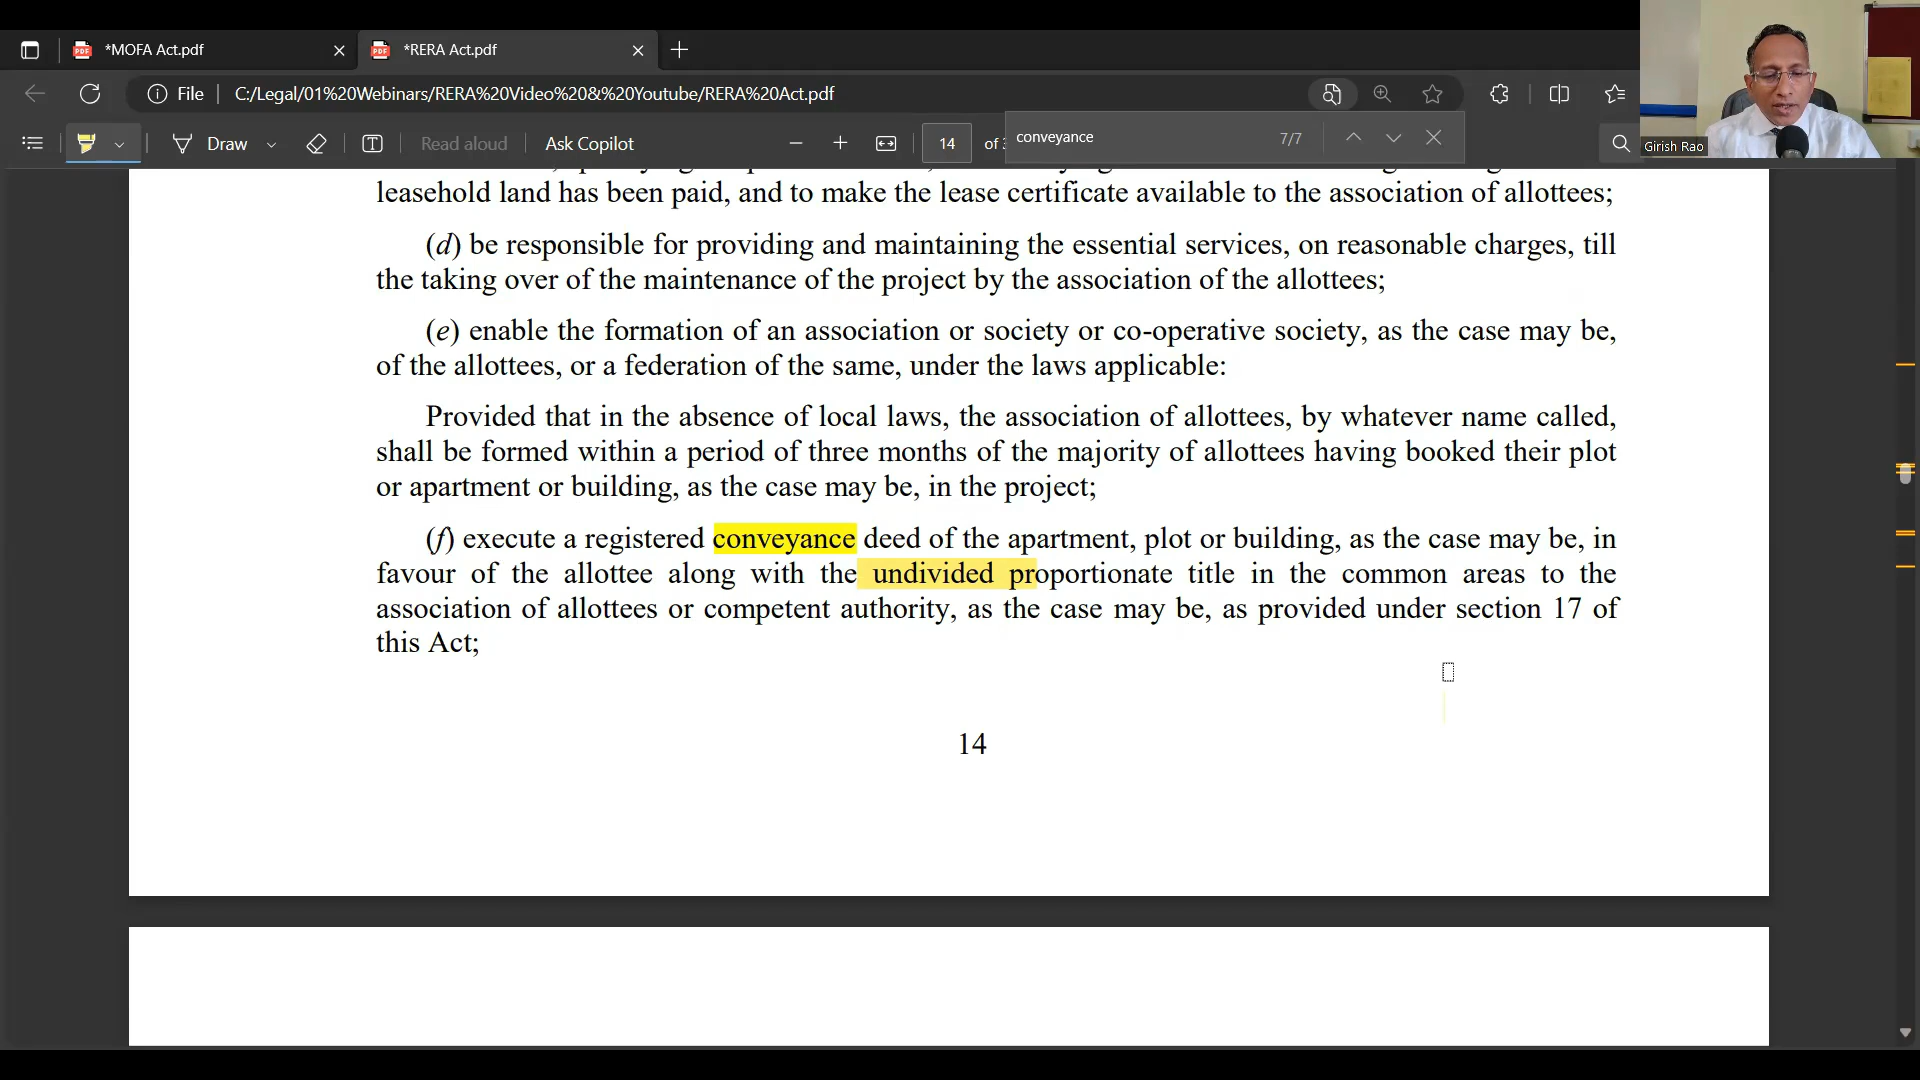 *MOFA Act.pdf
*RERA Act.pdf
File
C:/Legal/01%20Webinars/RERA%20Video%20&%20Youtube/RERA%20Act.pdf
Draw
Read aloud
Ask Copilot
14
of
conveyance
7/7
Girish Rao
leasehold land has been paid, and to make the lease certificate available to the association of allottees;
(d) be responsible for providing and maintaining the essential services, on reasonable charges, till
the taking over of the maintenance of the project by the association of the allottees;
(e) enable the formation of an association or society or co-operative society, as the case may be,
of the allottees, or a federation of the same, under the laws applicable:
Provided that in the absence of local laws, the association of allottees, by whatever name called,
shall be formed within a period of three months of the majority of allottees having booked their plot
or apartment or building, as the case may be, in the project;
(f) execute a registered conveyance deed of the apartment, plot or building, as the case may be, in
favour of the allottee along with the undivided proportionate title in the common areas to the
association of allottees or competent authority, as the case may be, as provided under section 17 of
this Act;
14